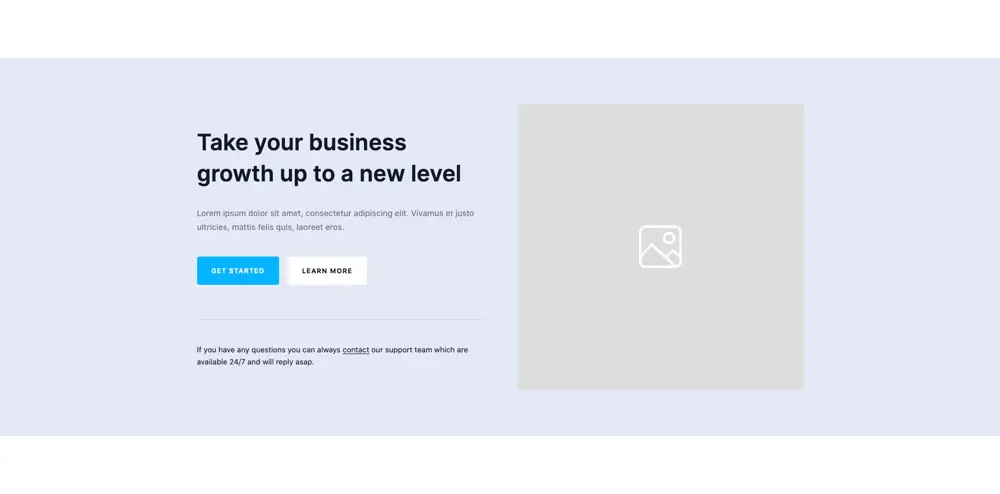 Take your business
growth up to a new level
Lorem ipsum dolor sit amet, consectetur adipiscing elit. Vivamus et justo
ultricies, mattis felis quis, laoreet eros.
GET STARTED
LEARN MORE
If you have any questions you can always contact our support team which are
available 24/7 and will reply asap.